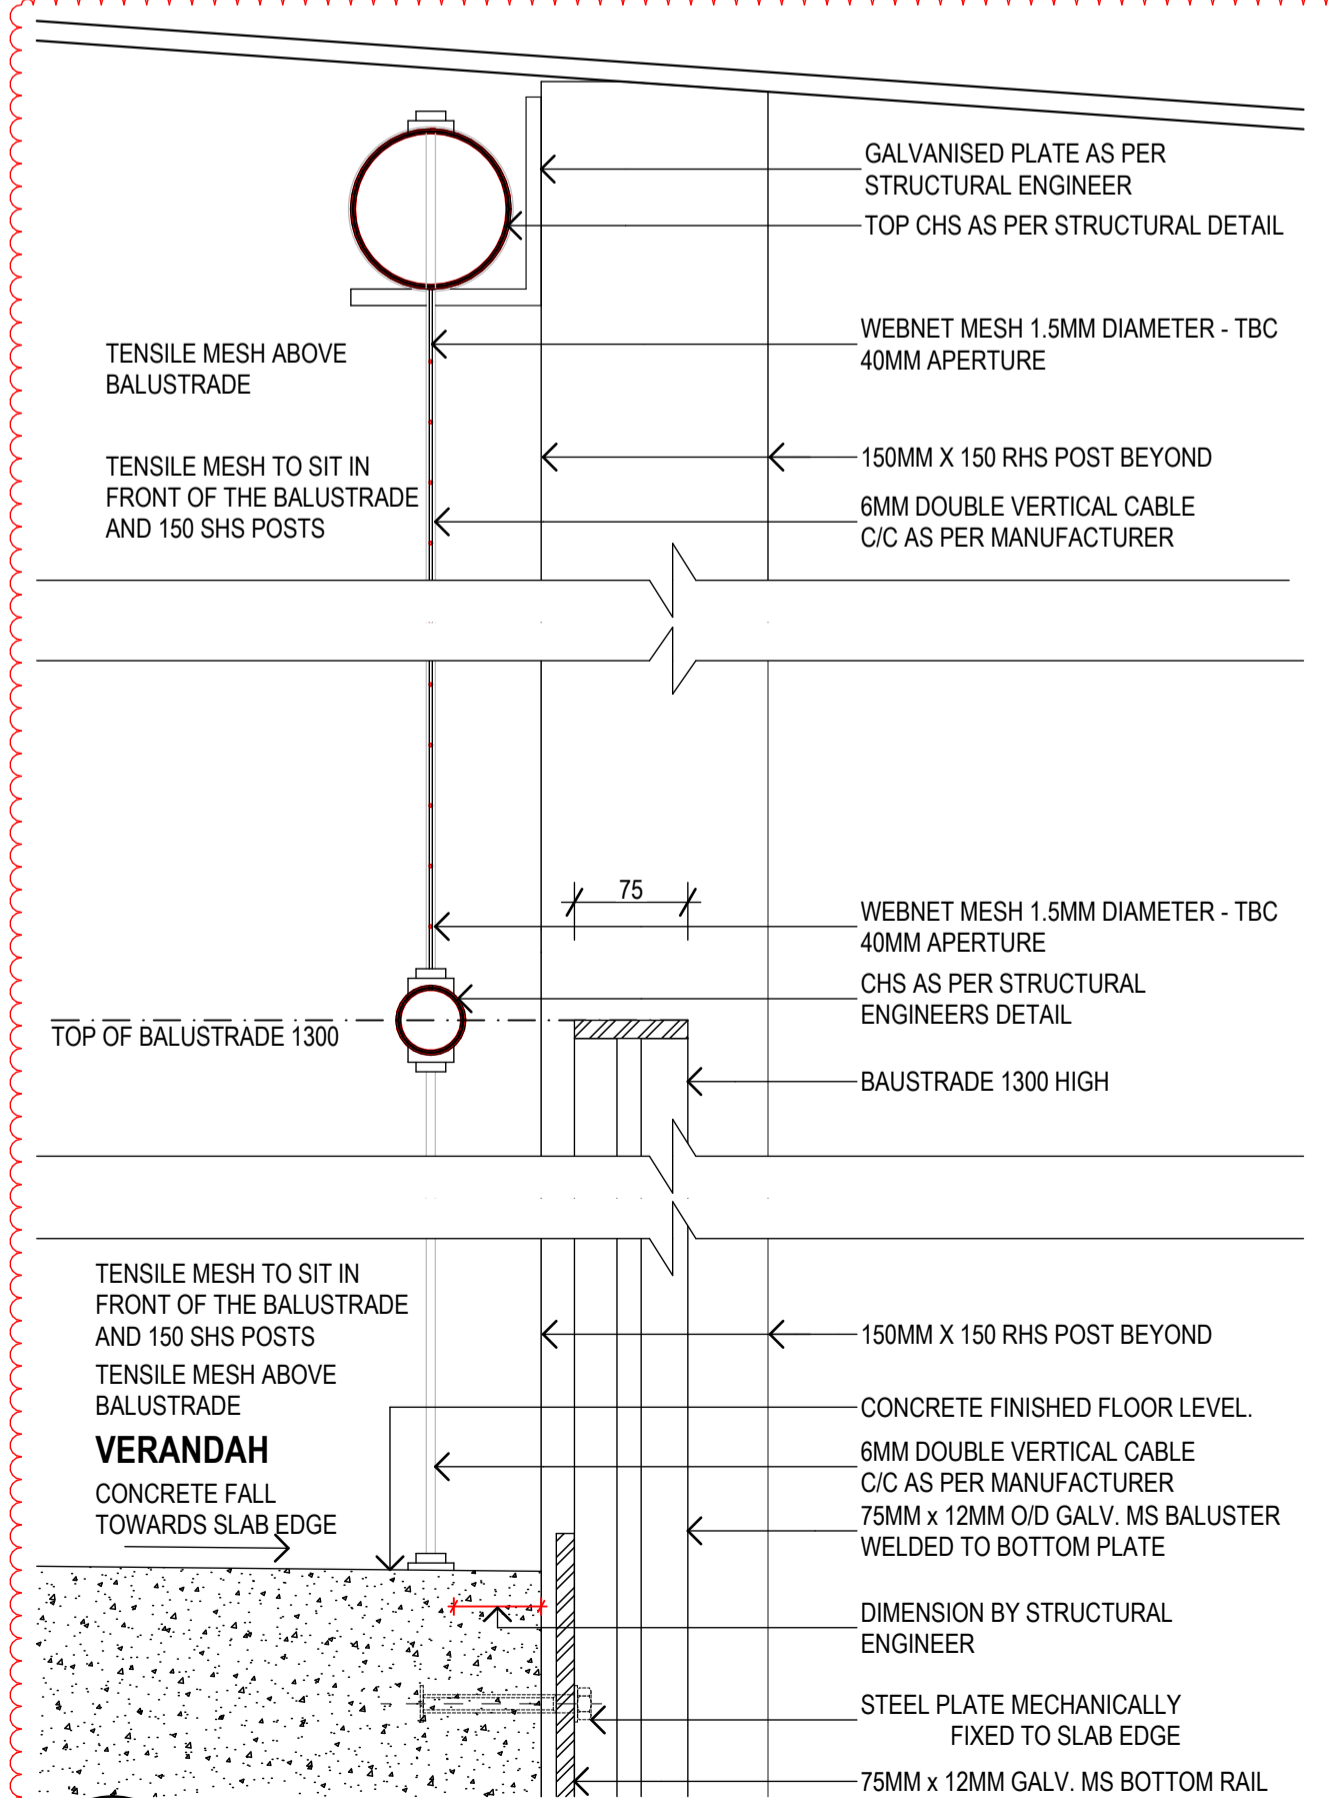 GALVANISED PLATE AS PER
STRUCTURAL ENGINEER
TOP CHS AS PER STRUCTURAL DETAIL
WEBNET MESH 1.5MM DIAMETER - TBC
40MM APERTURE
TENSILE MESH ABOVE
BALUSTRADE
150MM X 150 RHS POST BEYOND
TENSILE MESH TO SIT IN
FRONT OF THE BALUSTRADE
AND 150 SHS POSTS
6MM DOUBLE VERTICAL CABLE
C/C AS PER MANUFACTURER
75
WEBNET MESH 1.5MM DIAMETER - TBC
40MM APERTURE
CHS AS PER STRUCTURAL
ENGINEERS DETAIL
TOP OF BALUSTRADE 1300
BAUSTRADE 1300 HIGH
TENSILE MESH TO SIT IN
FRONT OF THE BALUSTRADE
AND 150 SHS POSTS
TENSILE MESH ABOVE
BALUSTRADE
VERANDAH
CONCRETE FALL
TOWARDS SLAB EDGE
150MM X 150 RHS POST BEYOND
CONCRETE FINISHED FLOOR LEVEL.
6MM DOUBLE VERTICAL CABLE
C/C AS PER MANUFACTURER
75MM x 12MM O/D GALV. MS BALUSTER
WELDED TO BOTTOM PLATE
DIMENSION BY STRUCTURAL
ENGINEER
STEEL PLATE MECHANICALLY
FIXED TO SLAB EDGE
75MM x 12MM GALV. MS BOTTOM RAIL